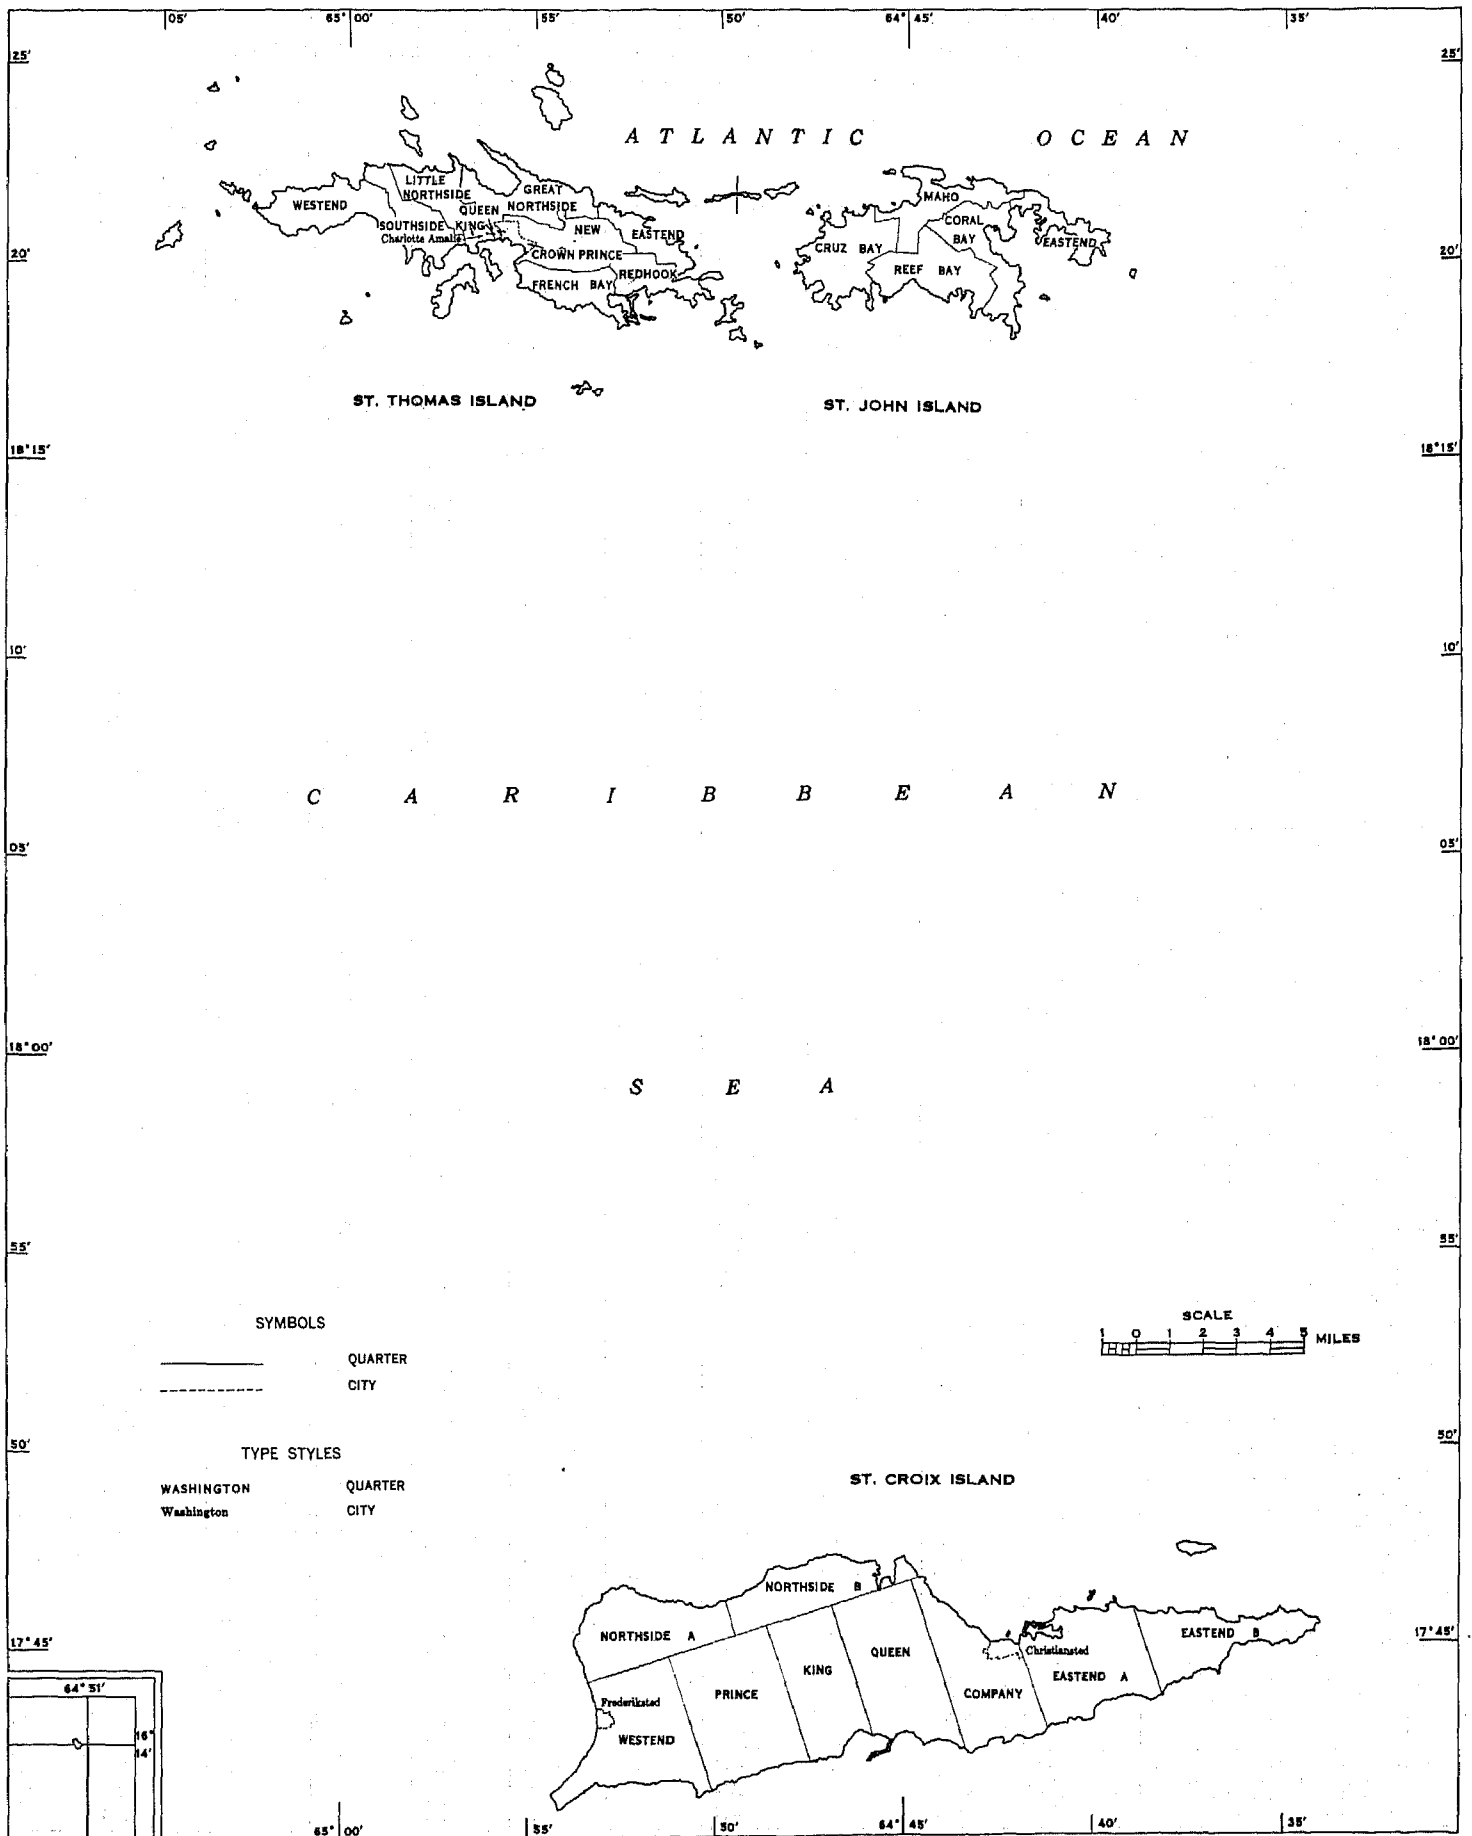 05' 65° 00' 55' 50' 64° 45' 40' 35'
25' 25'
A T L A N T I C O C E A N
LITTLE
NORTHSIDE
WESTEND
GREAT
NORTHSIDE
QUEEN
SOUTHSIDE KING
Charlotte Amalie
NEW
EASTEND
CROWN PRINCE
REDHOOK
FRENCH BAY
MAHO
CORAL
BAY
CRUZ BAY
EASTEND
REEF BAY
20' 20'
ST. THOMAS ISLAND
ST. JOHN ISLAND
18° 15' 18° 15'
10' 10'
C A R I B B E A N
05' 05'
18° 00' 18° 00'
S E A
55' 55'
SYMBOLS
QUARTER
CITY
SCALE
1 0 1 2 3 4 5 MILES
TYPE STYLES
WASHINGTON QUARTER
Washington CITY
50' 50'
ST. CROIX ISLAND
NORTHSIDE B
NORTHSIDE A
EASTEND B
QUEEN
Christiansted
KING
EASTEND A
PRINCE
COMPANY
Frederiksted
WESTEND
17° 45' 17° 45'
64° 51'
16°
14'
65° 00' 55' 50' 64° 45' 40' 35'